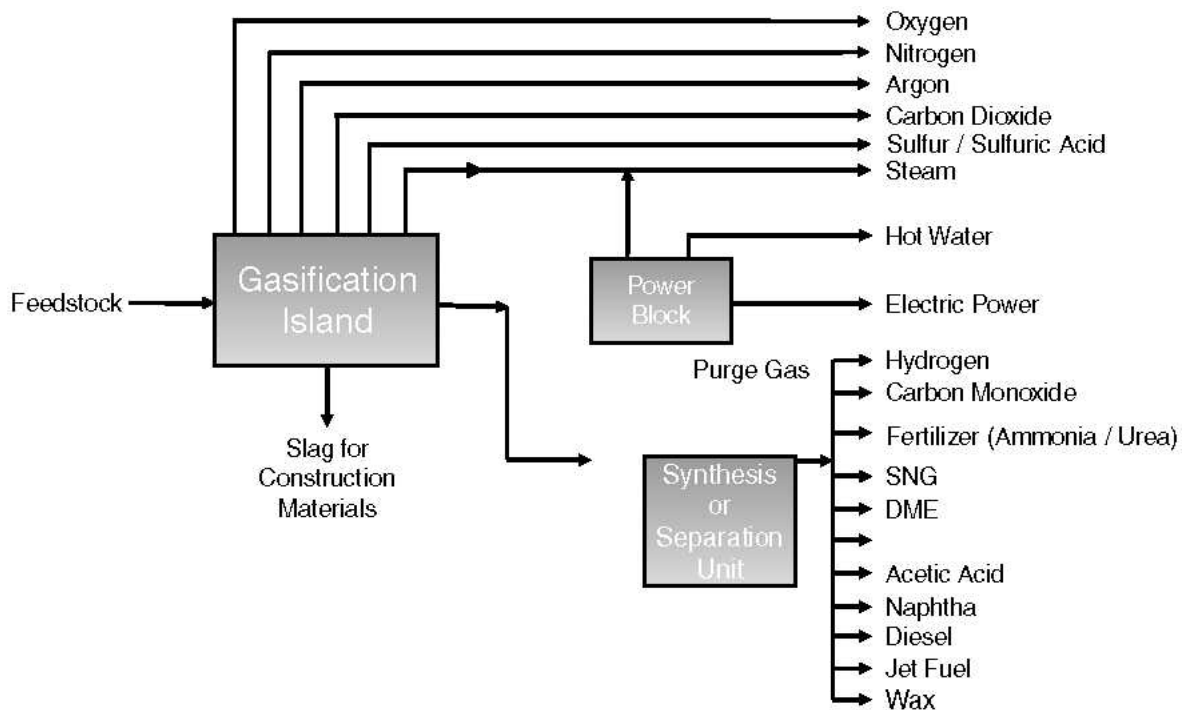 Oxygen
Nitrogen
Argon
Carbon Dioxide
Sulfur / Sulfuric Acid
Steam
Hot Water
Gasification
Island
Feedstock
Power
Block
Electric Power
Purge Gas
Hydrogen
Carbon Monoxide
Fertilizer (Ammonia / Urea)
Slag for
Construction
Materials
Synthesis
or
Separation
Unit
SNG
DME
Acetic Acid
Naphtha
Diesel
Jet Fuel
Wax